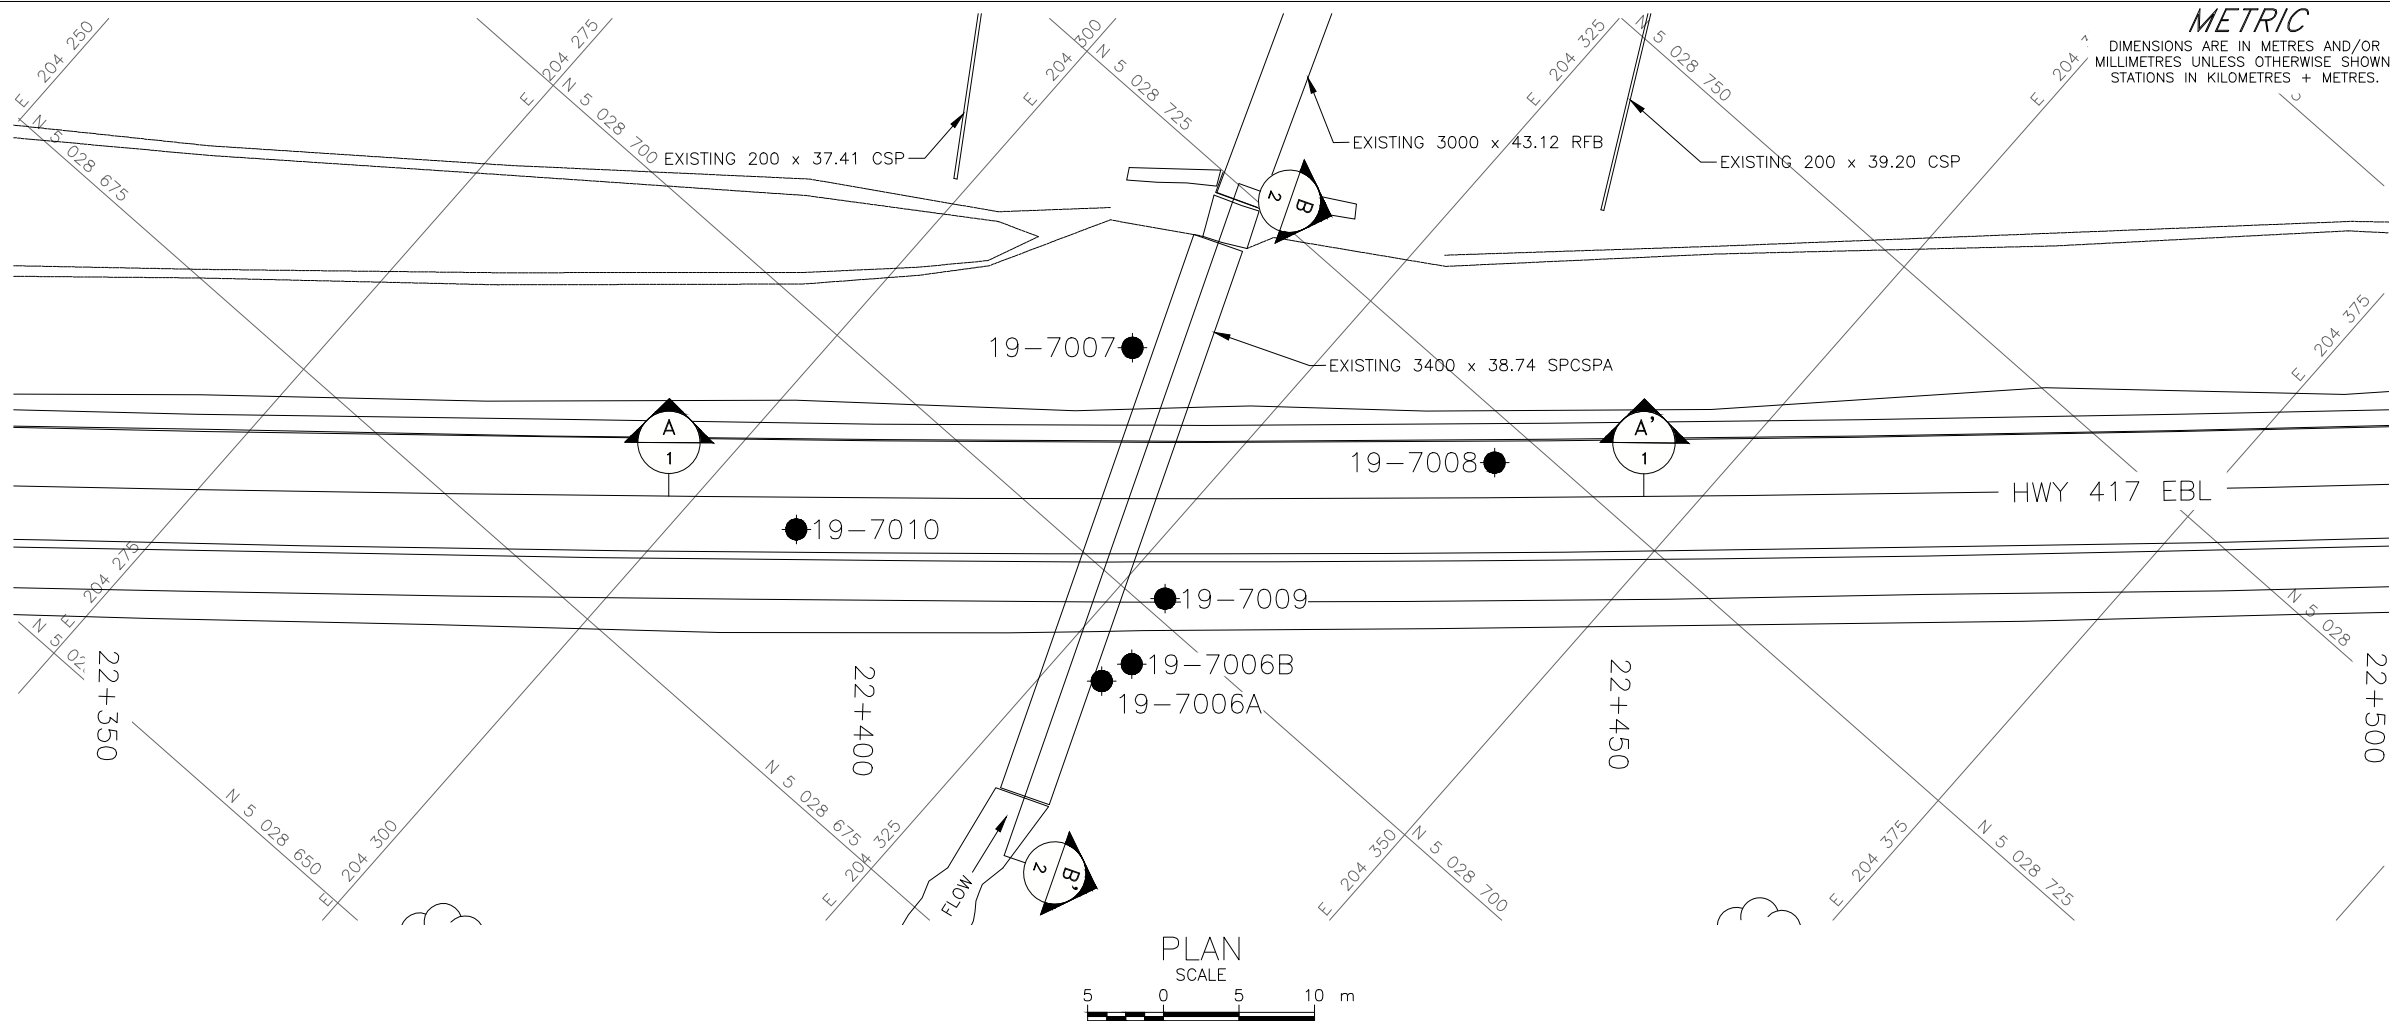 METRIC
DIMENSIONS ARE IN METRES AND/OR
MILLIMETRES UNLESS OTHERWISE SHOWN
STATIONS IN KILOMETRES + METRES.
E 204 250
E 204 275
E 204 300
E 204 325
E 204
N 5 028 675
N 5 028 700
N 5 028 725
N 5 028 750
EXISTING 200 x 37.41 CSP
EXISTING 3000 x 43.12 RFB
EXISTING 200 x 39.20 CSP
B
2
19-7007
EXISTING 3400 x 38.74 SPCSPA
E 204 375
A
1
A'
1
19-7008
HWY 417 EBL
19-7010
19-7009
E 204 275
N 5
N 5 028
19-7006B
19-7006A
22+350
22+400
22+450
22+500
N 5 028 650
E 204 300
N 5 028 675
E 204 325
E 204 350
N 5 028 700
E 204 375
N 5 028 725
FLOW
B'
2
PLAN
SCALE
5 0 5 10 m